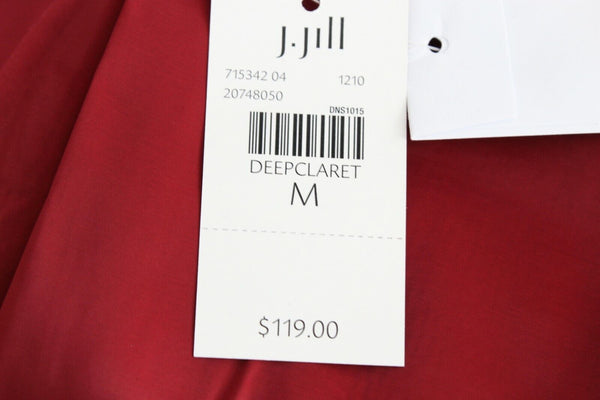 J.Jill
715342 04 1210
20748050
DNS1015
DEEPCLARET
M
$119.00